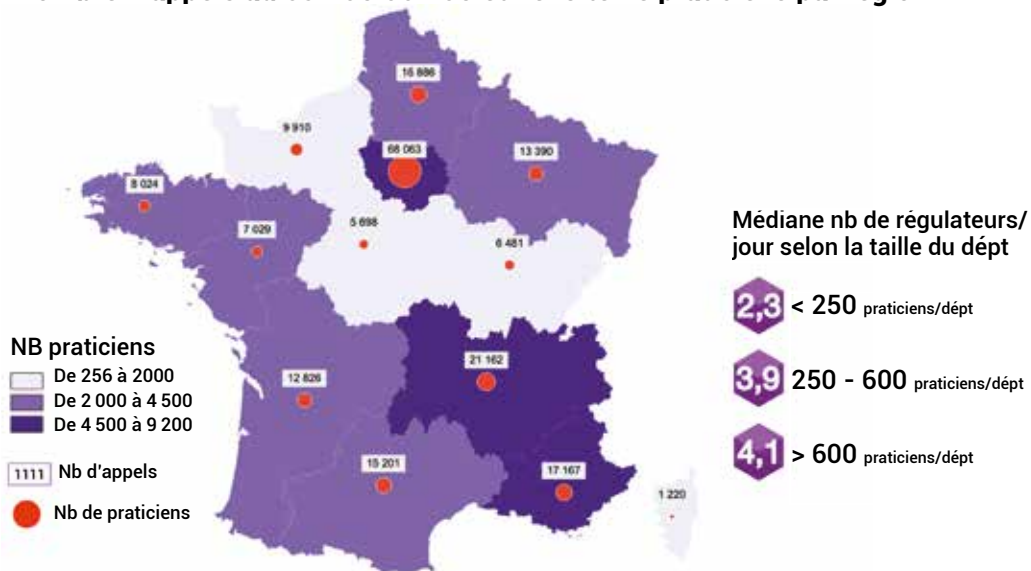 16 886
9 910
68 063
13 390
8 024
7 029
5 698
6 481
Médiane nb de régulateurs/
jour selon la taille du dépt
2,3 < 250 praticiens/dépt
3,9 250 - 600 praticiens/dépt
4,1 > 600 praticiens/dépt
21 162
12 826
15 201
17 167
1 220
NB praticiens
De 256 à 2000
De 2 000 à 4 500
De 4 500 à 9 200
1111 Nb d'appels
Nb de praticiens